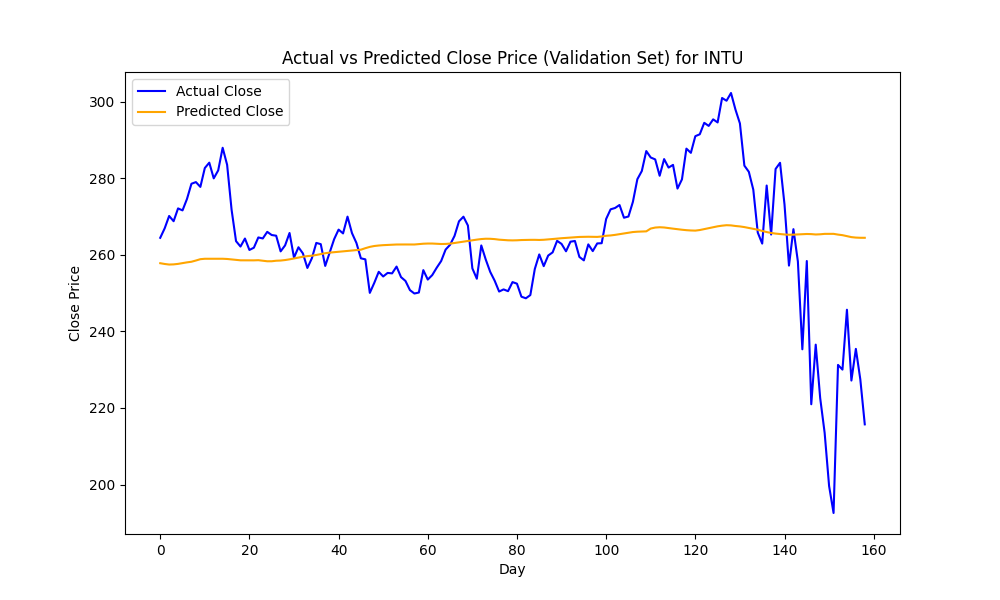 Actual vs Predicted Close Price (Validation Set) for INTU
Actual Close
Predicted Close
300
280
260
240
220
200
Close Price
0 20 40 60 80 100 120 140 160
Day